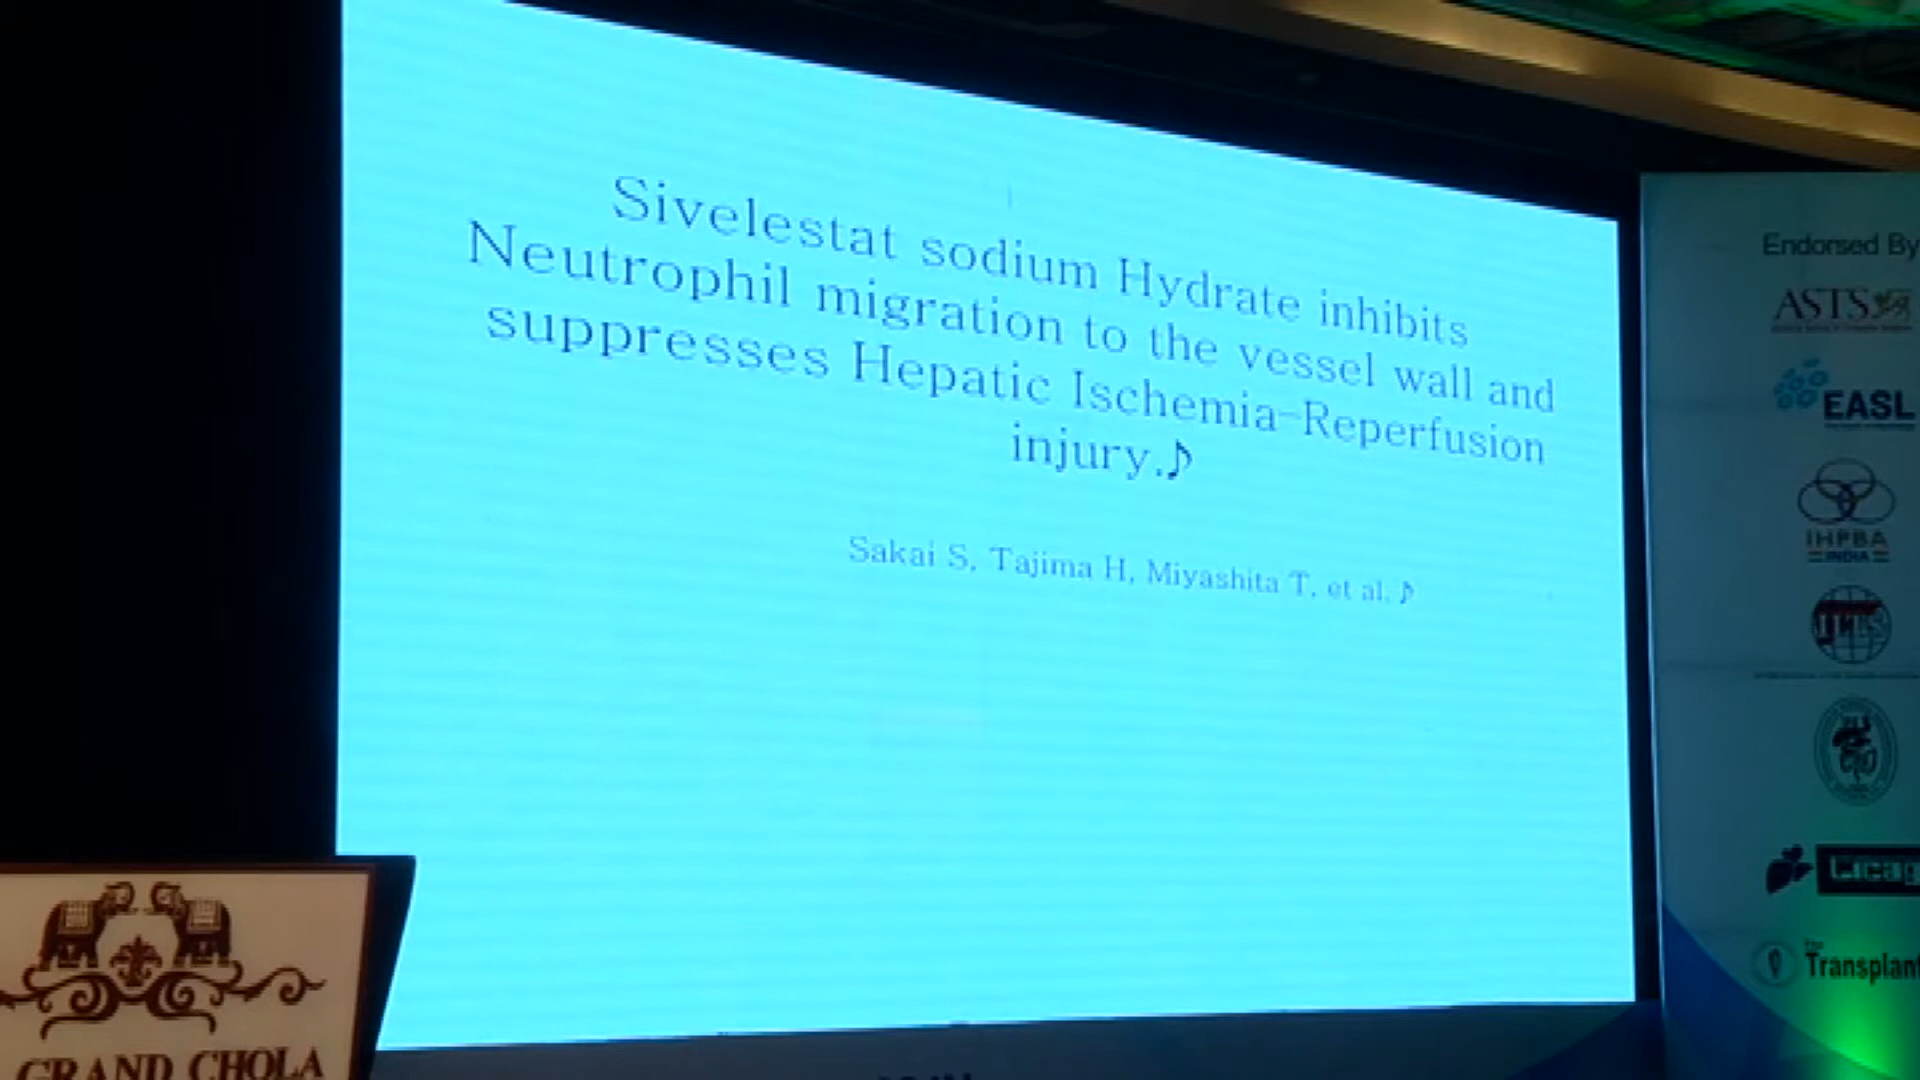 Sivelestat sodium Hydrate inhibits
Neutrophil migration to the vessel wall and
suppresses Hepatic Ischemia-Reperfusion
injury.♪
Sakai S, Tajima H, Miyashita T, et al.♪
Endorsed By
ASTS
EASL
IHPBA
INDIA
Transplant
GRAND CHOLA